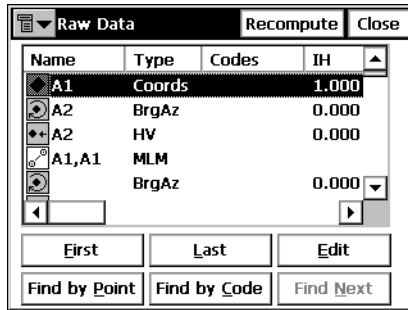 Raw Data Recompute Close
Name Type Codes IH
A1 Coords 1.000
A2 BrgAz 0.000
A2 HV 0.000
A1,A1 MLM
BrgAz 0.000
First Last Edit
Find by Point Find by Code Find Next